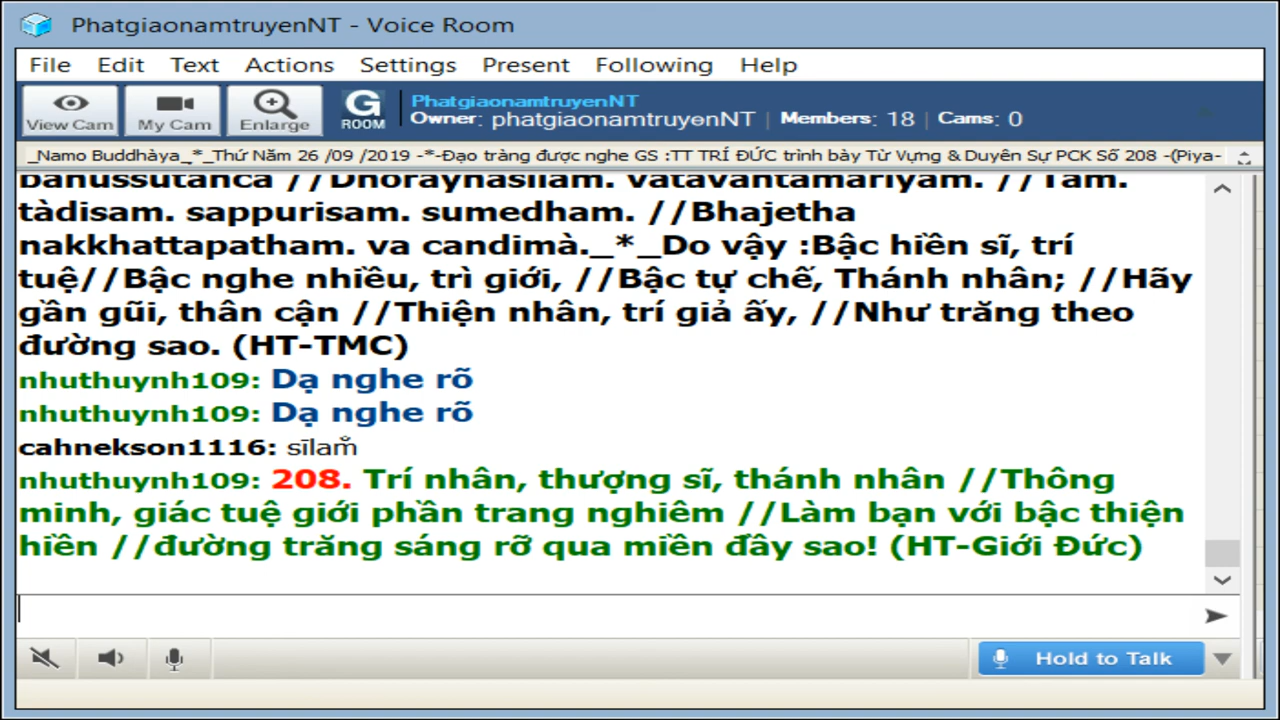 PhatgiaonamtruyenNT - Voice Room
File Edit Text Actions Settings Present Following Help
View Cam My Cam Enlarge G ROOM PhatgiaonamtruyenNT
Owner: phatgiaonamtruyenNT | Members: 18 | Cams: 0
_Namo Buddhàya_*_Thứ Năm 26 /09 /2019 -*-Đạo tràng được nghe GS :TT TRÍ ĐỨC trình bày Từ Vựng & Duyên Sự PCK Số 208 -(Piya-
bahussutanca //Dhorayhasìlam. vatavantamariyam. //Tam.
tàdisam. sappurisam. sumedham. //Bhajetha
nakkhattapatham. va candimà._*_Do vậy :Bậc hiền sĩ, trí
tuệ//Bậc nghe nhiều, trì giới, //Bậc tự chế, Thánh nhân; //Hãy
gần gũi, thân cận //Thiện nhân, trí giả ấy, //Như trăng theo
đường sao. (HT-TMC)
nhuthuynh109: Dạ nghe rõ
nhuthuynh109: Dạ nghe rõ
cahnekson1116: sīlam̐
nhuthuynh109: 208. Trí nhân, thượng sĩ, thánh nhân //Thông
minh, giác tuệ giới phần trang nghiêm //Làm bạn với bậc thiện
hiền //đường trăng sáng rỡ qua miền đầy sao! (HT-Giới Đức)
Hold to Talk